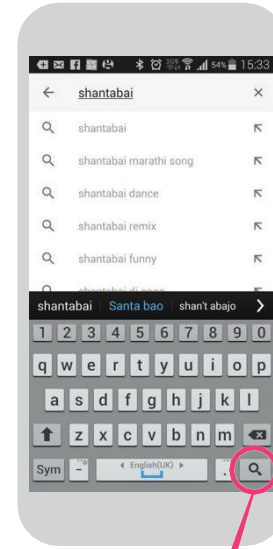 54% 15:33
shantabai
shantabai
shantabai marathi song
shantabai dance
shantabai remix
shantabai funny
shantabai Santa bao shan't abajo
1 2 3 4 5 6 7 8 9 0
q w e r t y u i o p
a s d f g h j k l
z x c v b n m
Sym English(UK)